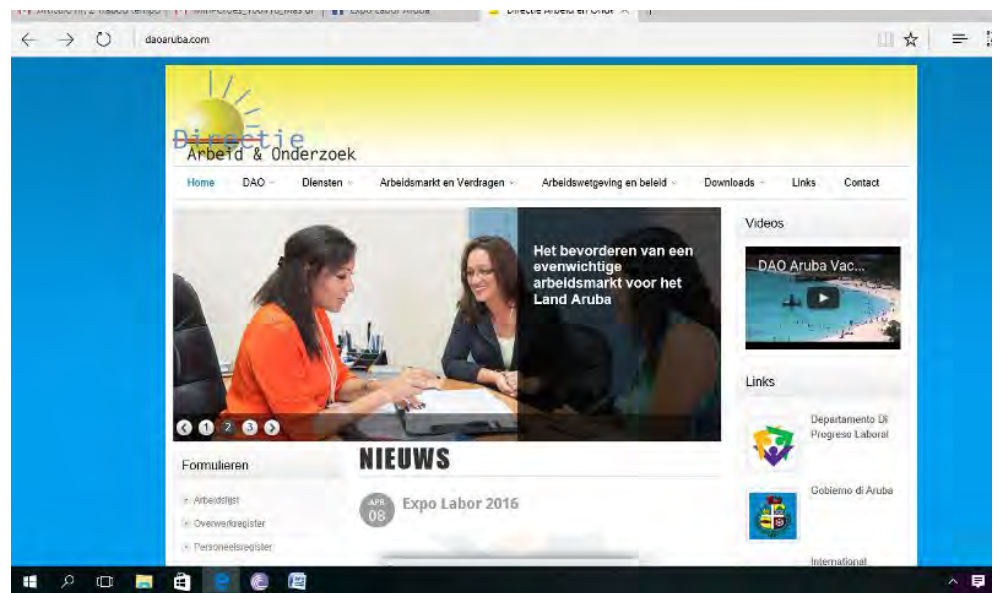 Expo Labor Aruba
daoaruba.com
Directie
Arbeid & Onderzoek
Home DAO Diensten Arbeidsmarkt en Verdragen Arbeidswetgeving en beleid Downloads Links Contact
Het bevorderen van een
evenwichtige
arbeidsmarkt voor het
Land Aruba
1 2 3
Videos
DAO Aruba Vac...
Links
Departamento Di
Progreso Laboral
Gobierno di Aruba
International
Formulieren
Arbeidslijst
Overwerkregister
Personeelsregister
NIEUWS
APR
08
Expo Labor 2016